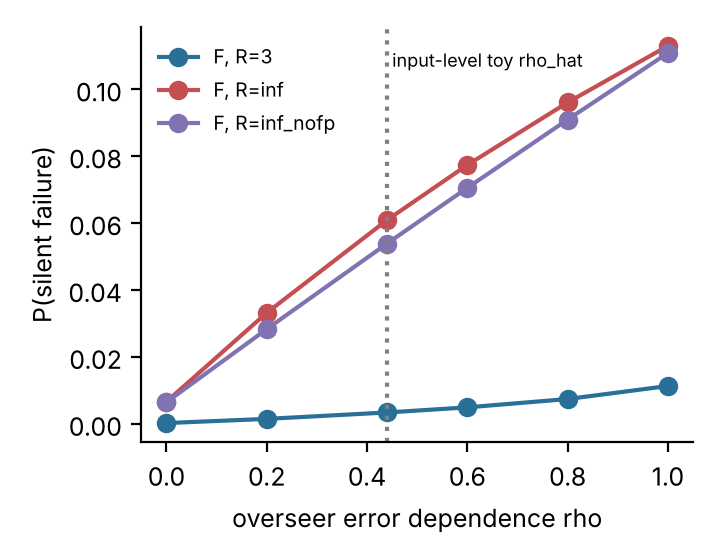 F, R=3
F, R=inf
F, R=inf_nofp
input-level toy rho_hat
P(silent failure)
0.10
0.08
0.06
0.04
0.02
0.00
0.0 0.2 0.4 0.6 0.8 1.0
overseer error dependence rho